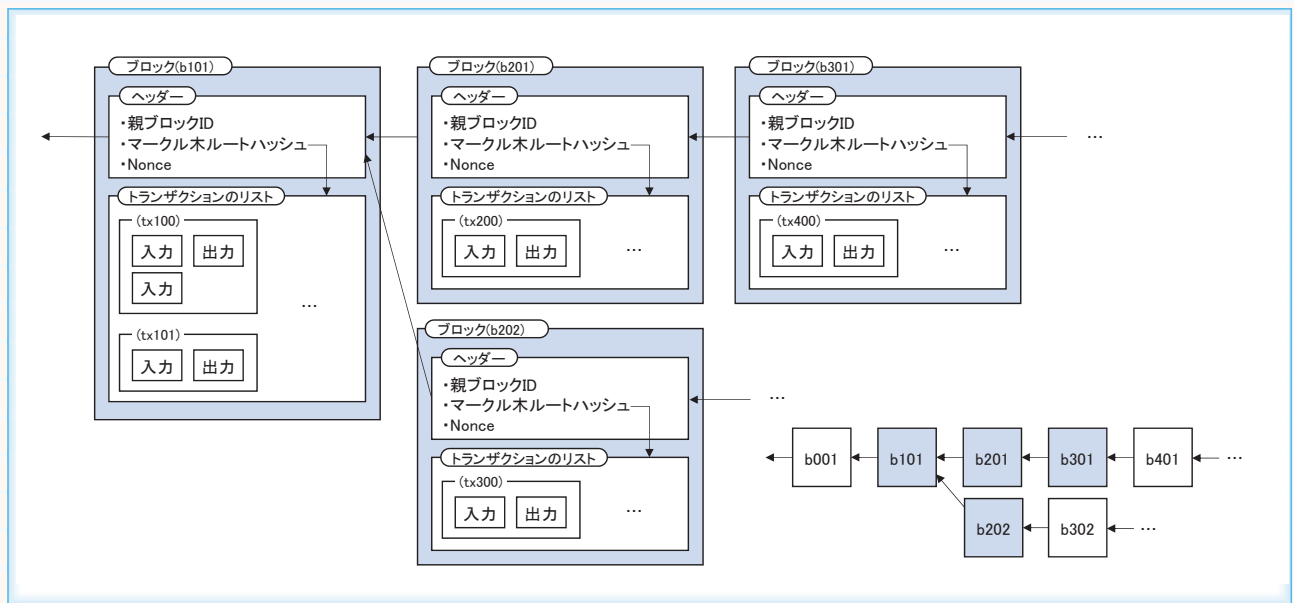 ブロック(b101)
ヘッダー
・親ブロックID
・マークル木ルートハッシュ
・Nonce
トランザクションのリスト
(tx100)
入力 出力
入力
…
(tx101)
入力 出力
ブロック(b201)
ヘッダー
・親ブロックID
・マークル木ルートハッシュ
・Nonce
トランザクションのリスト
(tx200)
入力 出力 …
ブロック(b301)
ヘッダー
・親ブロックID
・マークル木ルートハッシュ
・Nonce
…
トランザクションのリスト
(tx400)
入力 出力 …
ブロック(b202)
ヘッダー
・親ブロックID
・マークル木ルートハッシュ
・Nonce
…
トランザクションのリスト
(tx300)
入力 出力 …
b001 b101 b201 b301 b401 …
b202 b302 …